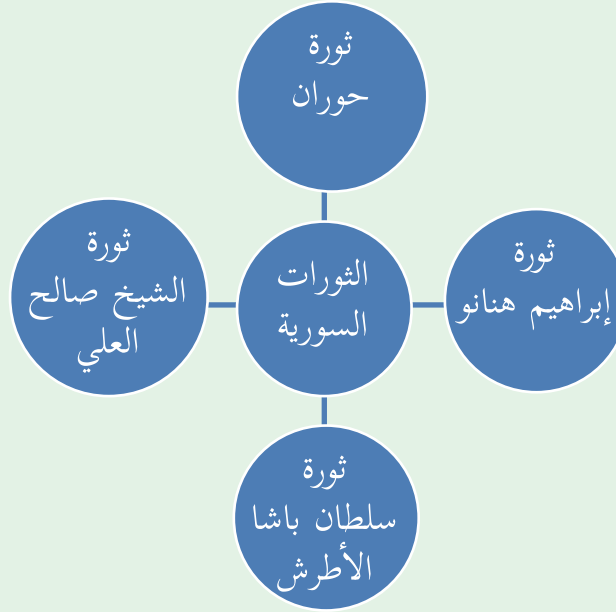 ثورة
حوران
ثورة
إبراهيم هنانو
الثورات
السورية
ثورة
الشيخ صالح
العلي
ثورة
سلطان باشا
الأطرش